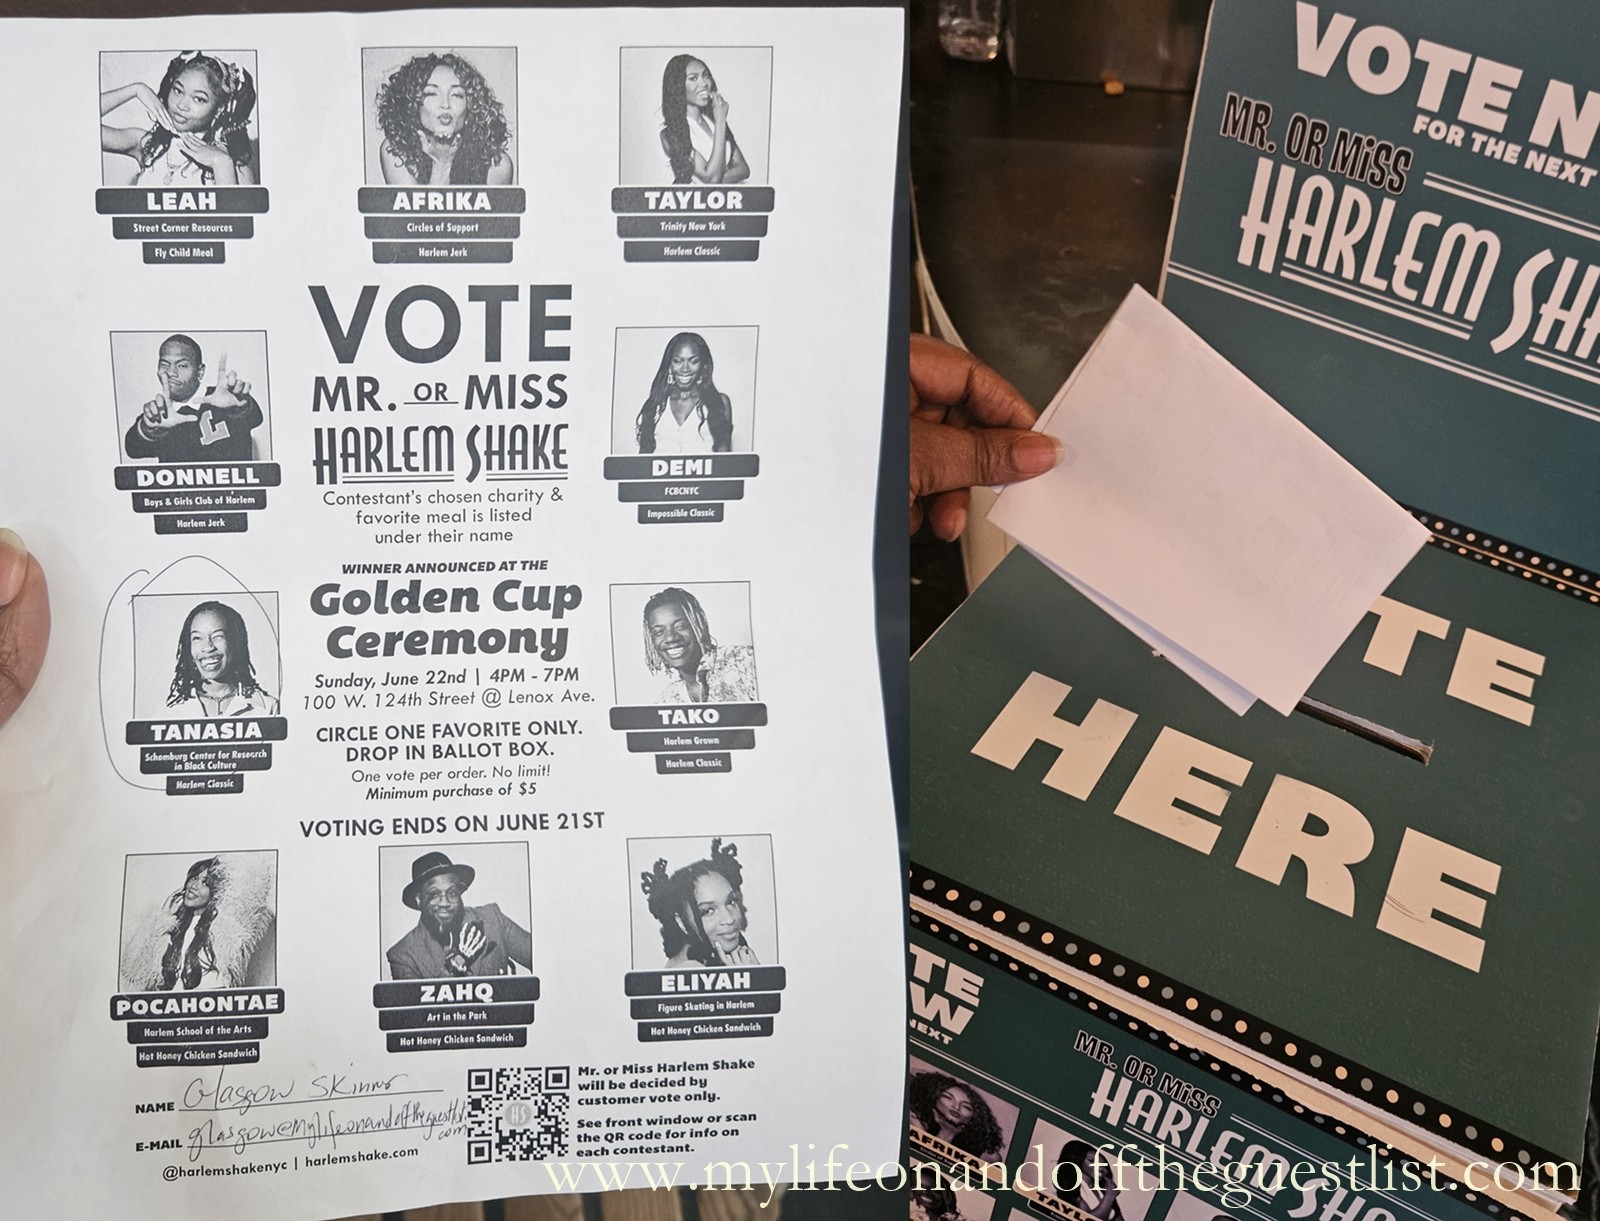 LEAH
Street Corner Resources
Fly Child Meal
AFRIKA
Circles of Support
Harlem Jerk
TAYLOR
Trinity New York
Harlem Classic
VOTE
MR. OR MISS
HARLEM SHAKE
Contestant's chosen charity &
favorite meal is listed
under their name
DONNELL
Boys & Girls Club of Harlem
Harlem Jerk
DEMI
FCBCNYC
Impossible Classic
WINNER ANNOUNCED AT THE
Golden Cup
Ceremony
Sunday, June 22nd | 4PM - 7PM
100 W. 124th Street @ Lenox Ave.
CIRCLE ONE FAVORITE ONLY.
DROP IN BALLOT BOX.
One vote per order. No limit!
Minimum purchase of $5
VOTING ENDS ON JUNE 21ST
TANASIA
Schomburg Center for Research
in Black Culture
Harlem Classic
TAKO
Harlem Grown
Harlem Classic
POCAHONTAE
Harlem School of the Arts
Hot Honey Chicken Sandwich
ZAHQ
Art in the Park
Hot Honey Chicken Sandwich
ELIYAH
Figure Skating in Harlem
Hot Honey Chicken Sandwich
NAME Glasgow Skinner
E-MAIL glasgow@mylifeonandofftheguestlist.
com
@harlemshakenyc | harlemshake.com
HS
Mr. or Miss Harlem Shake
will be decided by
customer vote only.
See front window or scan
the QR code for info on
each contestant.
VOTE N
FOR THE NEXT
MR. OR MISS
HARLEM SHA
TE
HERE
TE
W
NEXT
MR. OR MISS
HARLEM SHA
AFRIKA
TAYLO
www.mylifeonandofftheguestlist.com